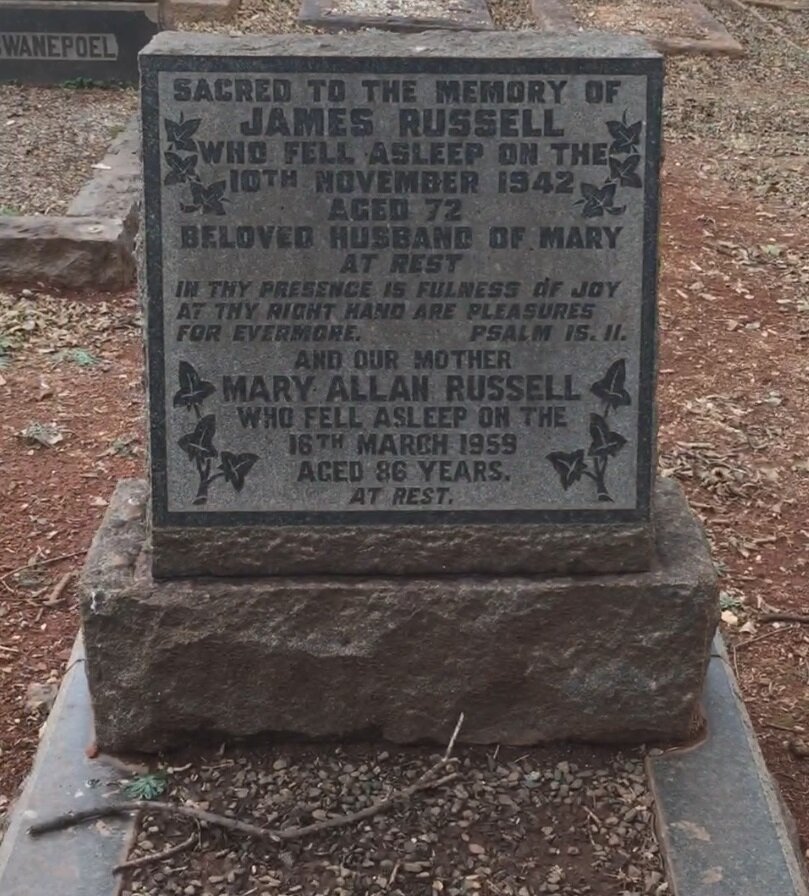 SWANEPOEL
SACRED TO THE MEMORY OF
JAMES RUSSELL
WHO FELL ASLEEP ON THE
10TH NOVEMBER 1942
AGED 72
BELOVED HUSBAND OF MARY
AT REST
IN THY PRESENCE IS FULNESS OF JOY
AT THY RIGHT HAND ARE PLEASURES
FOR EVERMORE. PSALM 15. 11.
AND OUR MOTHER
MARY ALLAN RUSSELL
WHO FELL ASLEEP ON THE
16TH MARCH 1959
AGED 86 YEARS.
AT REST.